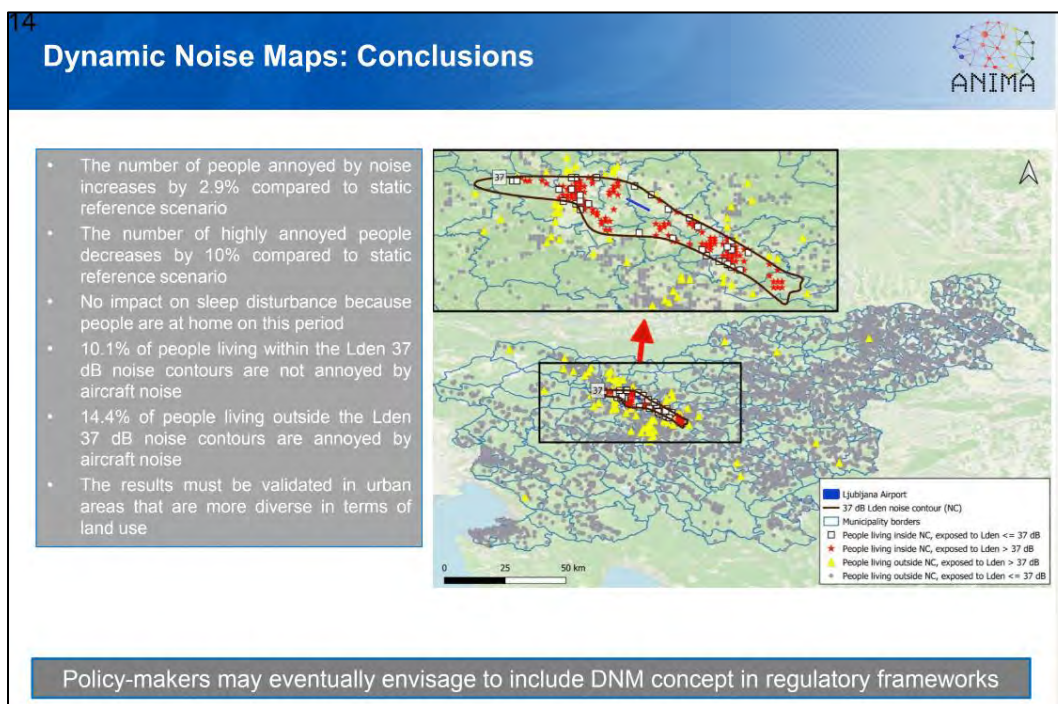 14
Dynamic Noise Maps: Conclusions
ANIMA
• The number of people annoyed by noise
increases by 2.9% compared to static
reference scenario
• The number of highly annoyed people
decreases by 10% compared to static
reference scenario
• No impact on sleep disturbance because
people are at home on this period
• 10.1% of people living within the Lden 37
dB noise contours are not annoyed by
aircraft noise
• 14.4% of people living outside the Lden
37 dB noise contours are annoyed by
aircraft noise
• The results must be validated in urban
areas that are more diverse in terms of
land use
37
37
Ljubljana Airport
37 dB Lden noise contour (NC)
Municipality borders
People living inside NC, exposed to Lden <= 37 dB
People living inside NC, exposed to Lden > 37 dB
People living outside NC, exposed to Lden > 37 dB
People living outside NC, exposed to Lden <= 37 dB
0 25 50 km
Policy-makers may eventually envisage to include DNM concept in regulatory frameworks